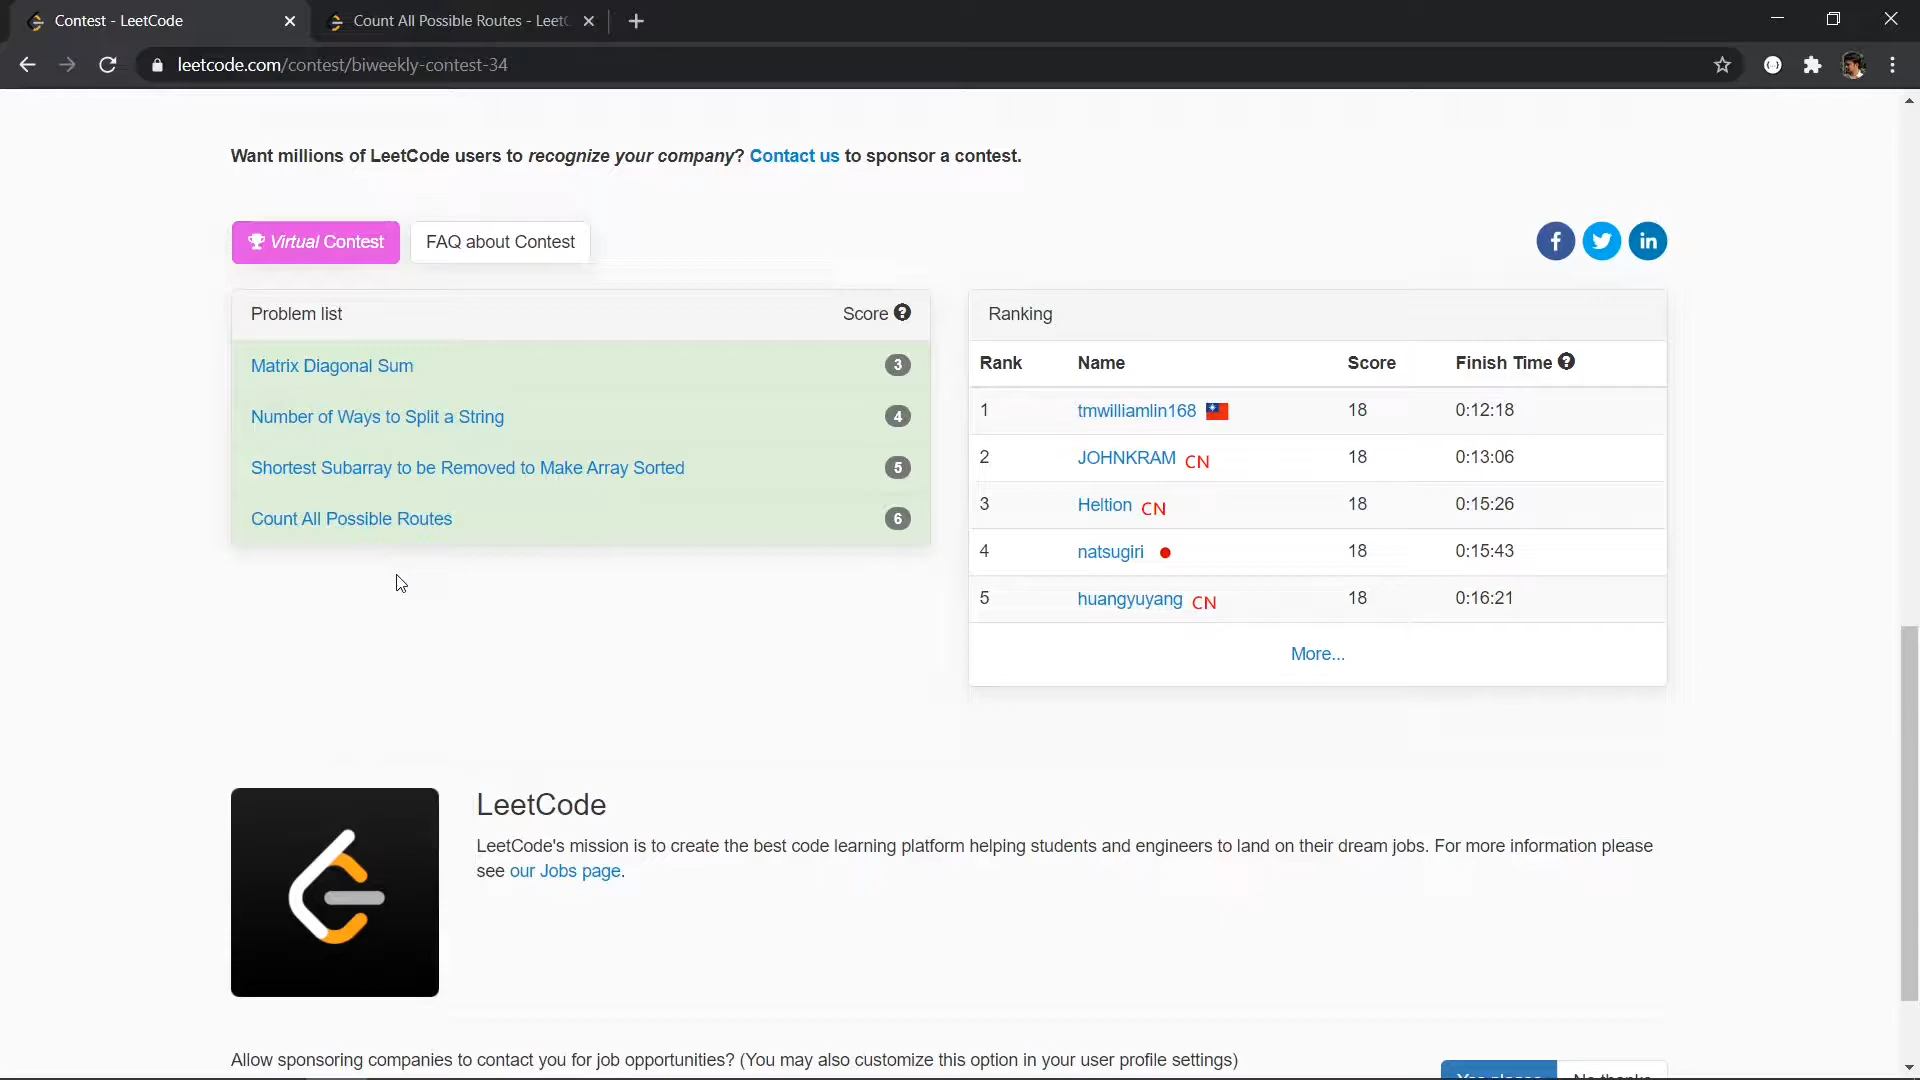 Contest - LeetCode
Count All Possible Routes - LeetC
leetcode.com/contest/biweekly-contest-34
Want millions of LeetCode users to recognize your company? Contact us to sponsor a contest.
Virtual Contest
FAQ about Contest
f
in
Problem list Score ?
Matrix Diagonal Sum 3
Number of Ways to Split a String 4
Shortest Subarray to be Removed to Make Array Sorted 5
Count All Possible Routes 6
Ranking
Rank Name Score Finish Time ?
1 tmwilliamlin168 18 0:12:18
2 JOHNKRAM CN 18 0:13:06
3 Heltion CN 18 0:15:26
4 natsugiri 18 0:15:43
5 huangyuyang CN 18 0:16:21
More...
LeetCode
LeetCode's mission is to create the best code learning platform helping students and engineers to land on their dream jobs. For more information please
see our Jobs page.
Allow sponsoring companies to contact you for job opportunities? (You may also customize this option in your user profile settings)